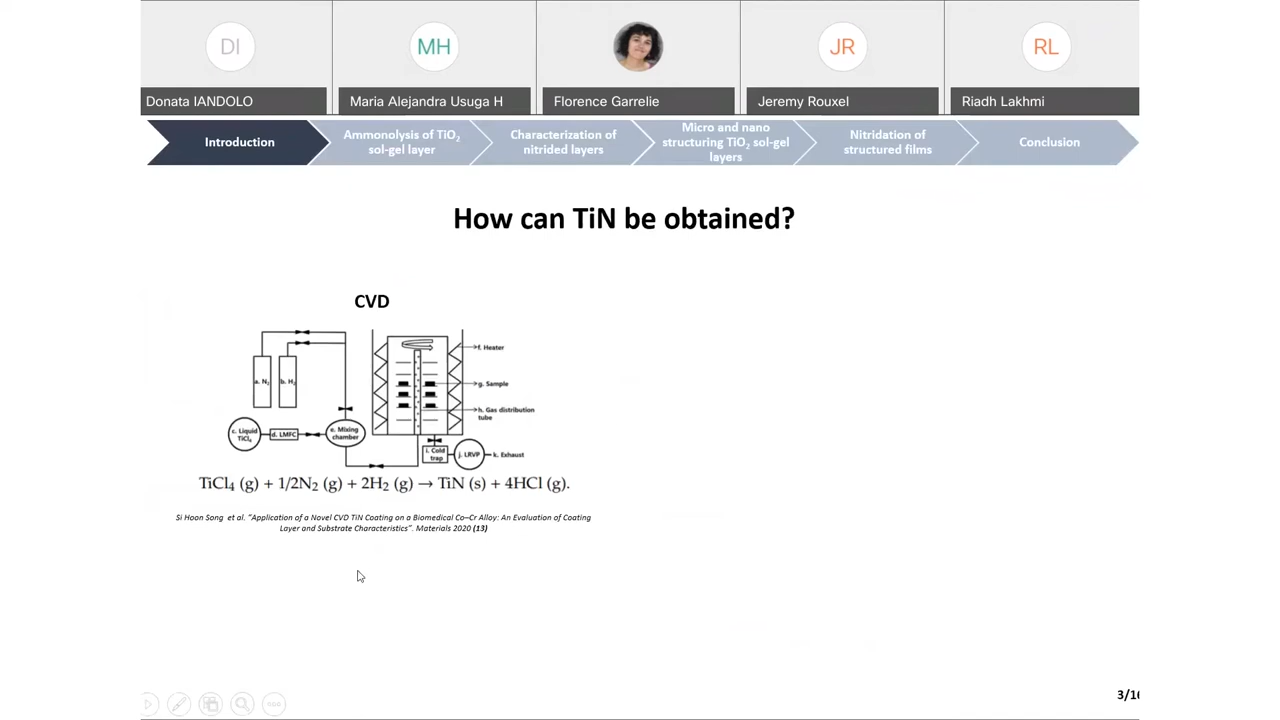 DI
MH
JR
RL
Donata IANDOLO
Maria Alejandra Usuga H
Florence Garrelie
Jeremy Rouxel
Riadh Lakhmi
Introduction
Ammonolysis of TiO₂
sol-gel layer
Characterization of
nitrided layers
Micro and nano
structuring TiO₂ sol-gel
layers
Nitridation of
structured films
Conclusion
How can TiN be obtained?
CVD
a. N₂
b. H₂
c. Liquid
TiCl₄
d. LMFC
e. Mixing
chamber
f. Heater
g. Sample
h. Gas distribution
tube
i. Cold
trap
j. LRVP
k. Exhaust
TiCl₄ (g) + 1/2N₂ (g) + 2H₂ (g) → TiN (s) + 4HCl (g).
Si Hoon Song et al. "Application of a Novel CVD TiN Coating on a Biomedical Co–Cr Alloy: An Evaluation of Coating
Layer and Substrate Characteristics". Materials 2020 (13)